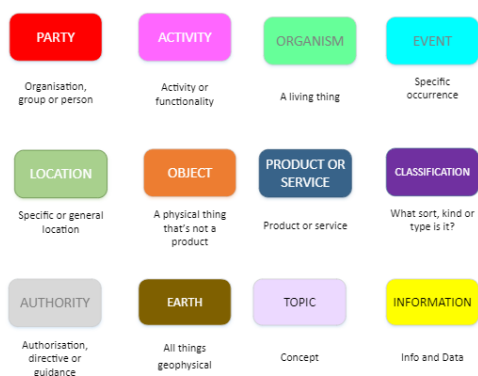 PARTY
ACTIVITY
ORGANISM
EVENT
Organisation,
group or person
Activity or
functionality
A living thing
Specific
occurrence
LOCATION
OBJECT
PRODUCT OR
SERVICE
CLASSIFICATION
Specific or general
location
A physical thing
that's not a
product
Product or service
What sort, kind or
type is it?
AUTHORITY
EARTH
TOPIC
INFORMATION
Authorisation,
directive or
guidance
All things
geophysical
Concept
Info and Data